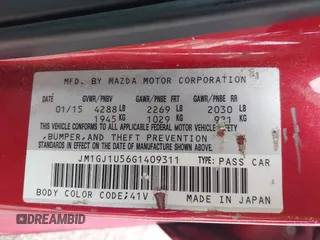 MFD. BY MAZDA MOTOR CORPORATION
DATE GVWR/PNBV GAWR/PNBE FRT GAWR/PNBE RR
01/15 4288 LB 2269 LB 2030 LB
1945 KG 1029 KG 921 KG
THIS VEHICLE CONFORMS TO ALL APPLICABLE
FEDERAL MOTOR VEHICLE SAFETY
, BUMPER, AND THEFT PREVENTION
STANDARDS IN EFFECT ON THE DATE OF
MANUFACTURE SHOWN ABOVE.
JM1GJ1U56G1409311 TYPE:PASS CAR
BODY COLOR CODE:41V MADE IN JAPAN
DRIVEBIDRIGHT